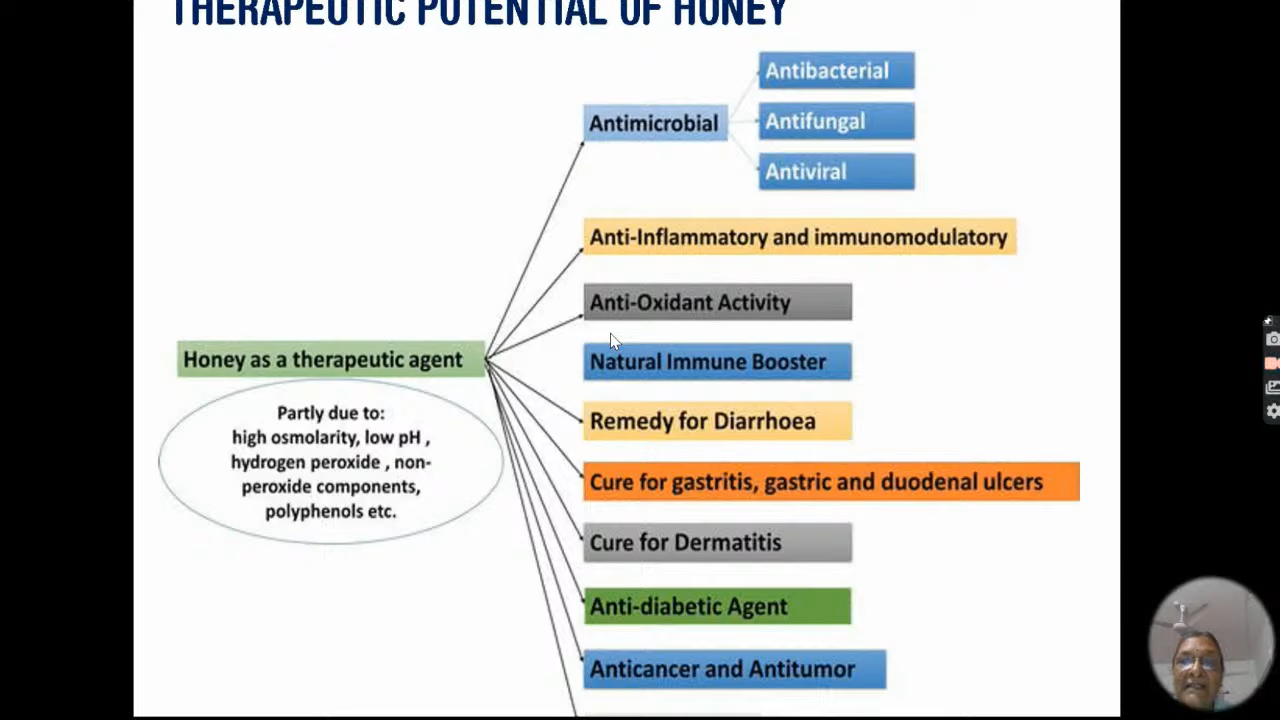 THERAPEUTIC POTENTIAL OF HONEY
Antibacterial
Antimicrobial
Antifungal
Antiviral
Anti-Inflammatory and immunomodulatory
Anti-Oxidant Activity
Honey as a therapeutic agent
Natural Immune Booster
Partly due to:
high osmolarity, low pH ,
hydrogen peroxide , non-
peroxide components,
polyphenols etc.
Remedy for Diarrhoea
Cure for gastritis, gastric and duodenal ulcers
Cure for Dermatitis
Anti-diabetic Agent
Anticancer and Antitumor